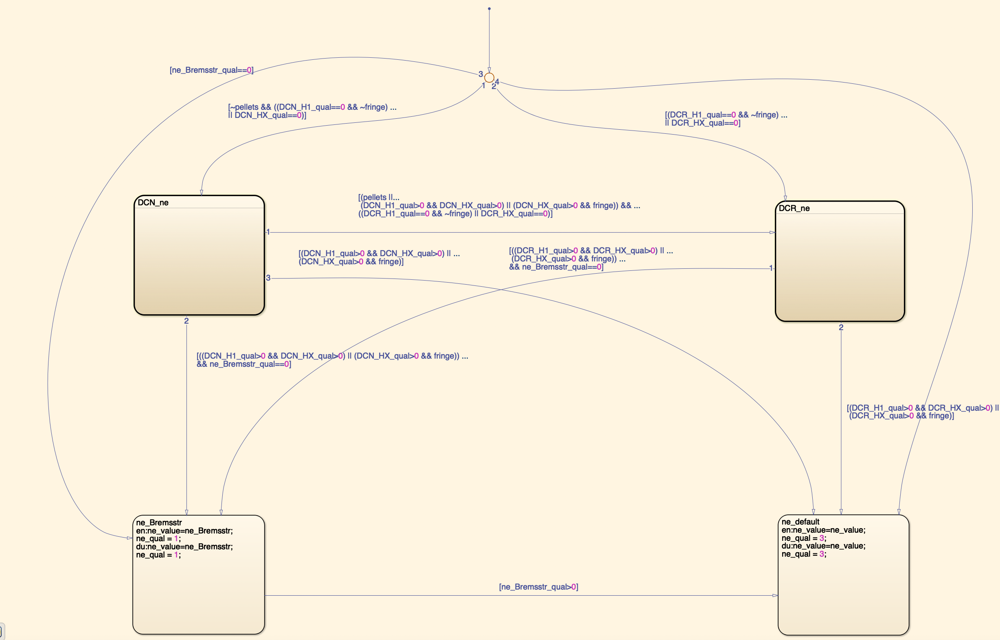 [ne_Bremsstr_qual==0]
3
4
1
2
[~pellets && ((DCN_H1_qual==0 && ~fringe) ...
|| DCN_HX_qual==0)]
[(DCR_H1_qual==0 && ~fringe) ...
|| DCR_HX_qual==0]
DCN_ne
[(pellets ||...
(DCN_H1_qual>0 && DCN_HX_qual>0) || (DCN_HX_qual>0 && fringe)) && ...
((DCR_H1_qual==0 && ~fringe) || DCR_HX_qual==0)]
DCR_ne
1
[(DCN_H1_qual>0 && DCN_HX_qual>0) || ...
(DCN_HX_qual>0 && fringe)]
[((DCR_H1_qual>0 && DCR_HX_qual>0) || ...
(DCR_HX_qual>0 && fringe)) ...
&& ne_Bremsstr_qual==0]
1
3
2
2
[((DCN_H1_qual>0 && DCN_HX_qual>0) || (DCN_HX_qual>0 && fringe)) ...
&& ne_Bremsstr_qual==0]
[(DCR_H1_qual>0 && DCR_HX_qual>0) ||
(DCR_HX_qual>0 && fringe)]
ne_Bremsstr
en:ne_value=ne_Bremsstr;
ne_qual = 1;
du:ne_value=ne_Bremsstr;
ne_qual = 1;
ne_default
en:ne_value=ne_value;
ne_qual = 3;
du:ne_value=ne_value;
ne_qual = 3;
[ne_Bremsstr_qual>0]